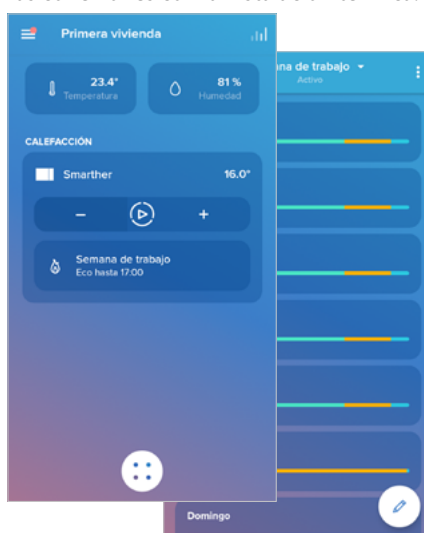 Primera vivienda
23.4°
Temperatura
81%
Humedad
CALEFACCIÓN
Smarther
16.0°
−
+
Semana de trabajo
Eco hasta 17:00
de trabajo
Activo
Domingo